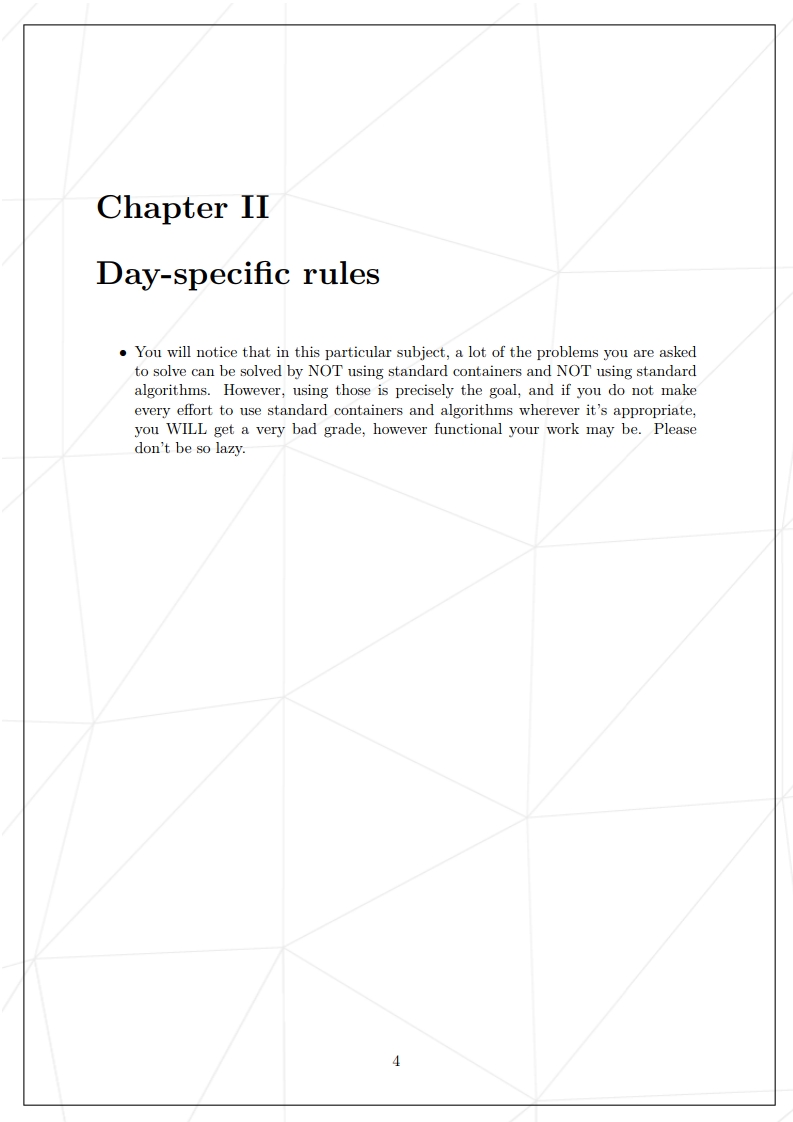 Chapter II
Day-specific rules
• You will notice that in this particular subject, a lot of the problems you are asked
to solve can be solved by NOT using standard containers and NOT using standard
algorithms. However, using those is precisely the goal, and if you do not make
every effort to use standard containers and algorithms wherever it's appropriate,
you WILL get a very bad grade, however functional your work may be. Please
don't be so lazy.
4